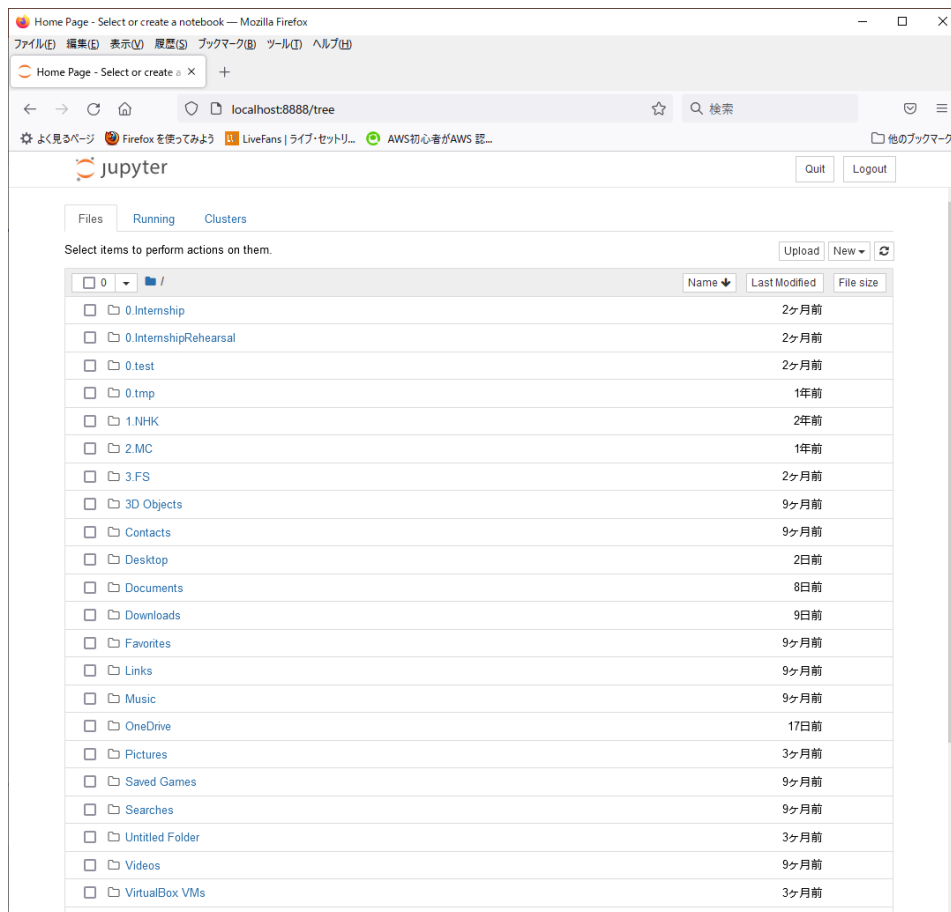 Home Page - Select or create a notebook — Mozilla Firefox
ファイル(F) 編集(E) 表示(V) 履歴(S) ブックマーク(B) ツール(T) ヘルプ(H)
Home Page - Select or create a
localhost:8888/tree 検索
よく見るページ Firefox を使ってみよう LiveFans | ライブ・セットリ... AWS初心者がAWS 認... 他のブックマーク
jupyter Quit Logout
Files Running Clusters
Select items to perform actions on them. Upload New
0 / Name Last Modified File size
0.Internship 2ヶ月前
0.InternshipRehearsal 2ヶ月前
0.test 2ヶ月前
0.tmp 1年前
1.NHK 2年前
2.MC 1年前
3.FS 2ヶ月前
3D Objects 9ヶ月前
Contacts 9ヶ月前
Desktop 2日前
Documents 8日前
Downloads 9日前
Favorites 9ヶ月前
Links 9ヶ月前
Music 9ヶ月前
OneDrive 17日前
Pictures 3ヶ月前
Saved Games 9ヶ月前
Searches 9ヶ月前
Untitled Folder 3ヶ月前
Videos 9ヶ月前
VirtualBox VMs 3ヶ月前